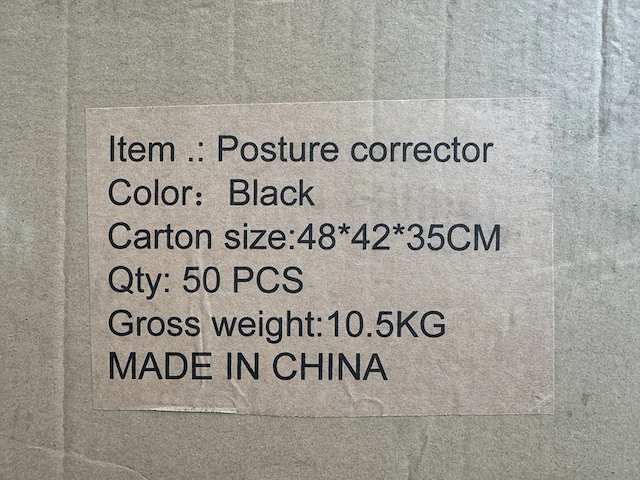 Item .: Posture corrector
Color： Black
Carton size:48*42*35CM
Qty: 50 PCS
Gross weight:10.5KG
MADE IN CHINA